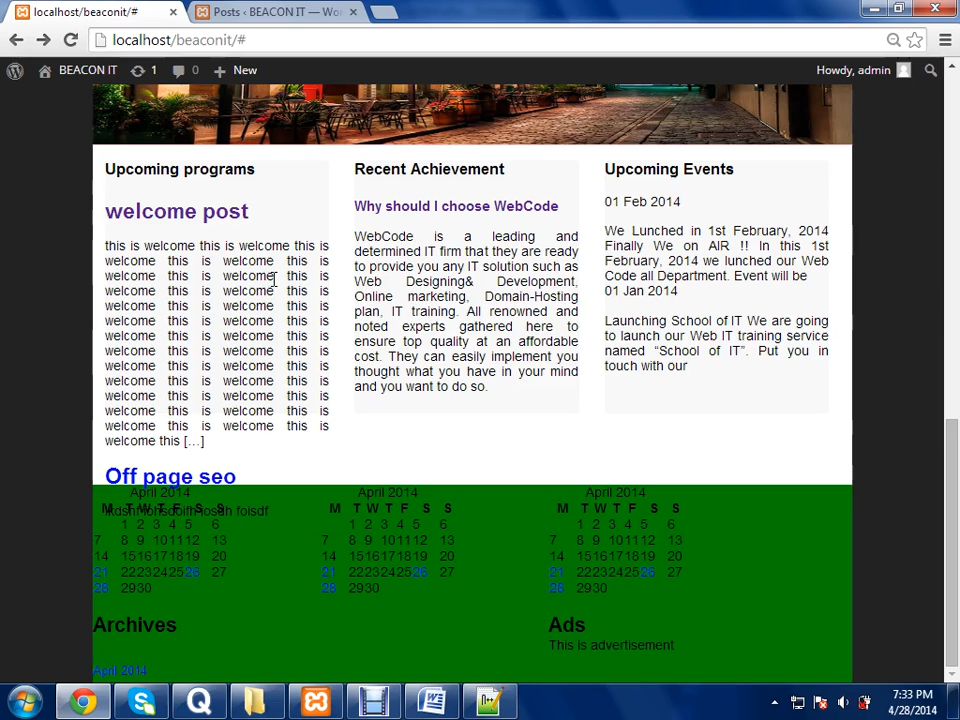 localhost/beaconit/#
Posts ‹ BEACON IT — Wor
localhost/beaconit/#
BEACON IT
1
0
New
Howdy, admin
Upcoming programs
welcome post
this is welcome this is welcome this is
welcome this is welcome this is
welcome this is welcome this is
welcome this is welcome this is
welcome this is welcome this is
welcome this is welcome this is
welcome this is welcome this is
welcome this is welcome this is
welcome this is welcome this is
welcome this is welcome this is
welcome this is welcome this is
welcome this is welcome this is
welcome this is welcome this is
welcome this […]
Off page seo
Recent Achievement
Why should I choose WebCode
WebCode is a leading and
determined IT firm that they are ready
to provide you any IT solution such as
Web Designing& Development,
Online marketing, Domain-Hosting
plan, IT training. All renowned and
noted experts gathered here to
ensure top quality at an affordable
cost. They can easily implement you
thought what you have in your mind
and you want to do so.
Upcoming Events
01 Feb 2014
We Lunched in 1st February, 2014
Finally We on AIR !! In this 1st
February, 2014 we lunched our Web
Code all Department. Event will be
01 Jan 2014
Launching School of IT We are going
to launch our Web IT training service
named “School of IT”. Put you in
touch with our
April 2014
M T W T F S S
1 2 3 4 5 6
7 8 9 10 11 12 13
14 15 16 17 18 19 20
21 22 23 24 25 26 27
28 29 30
April 2014
M T W T F S S
1 2 3 4 5 6
7 8 9 10 11 12 13
14 15 16 17 18 19 20
21 22 23 24 25 26 27
28 29 30
April 2014
M T W T F S S
1 2 3 4 5 6
7 8 9 10 11 12 13
14 15 16 17 18 19 20
21 22 23 24 25 26 27
28 29 30
Archives
April 2014
Ads
This is advertisement
7:33 PM
4/28/2014